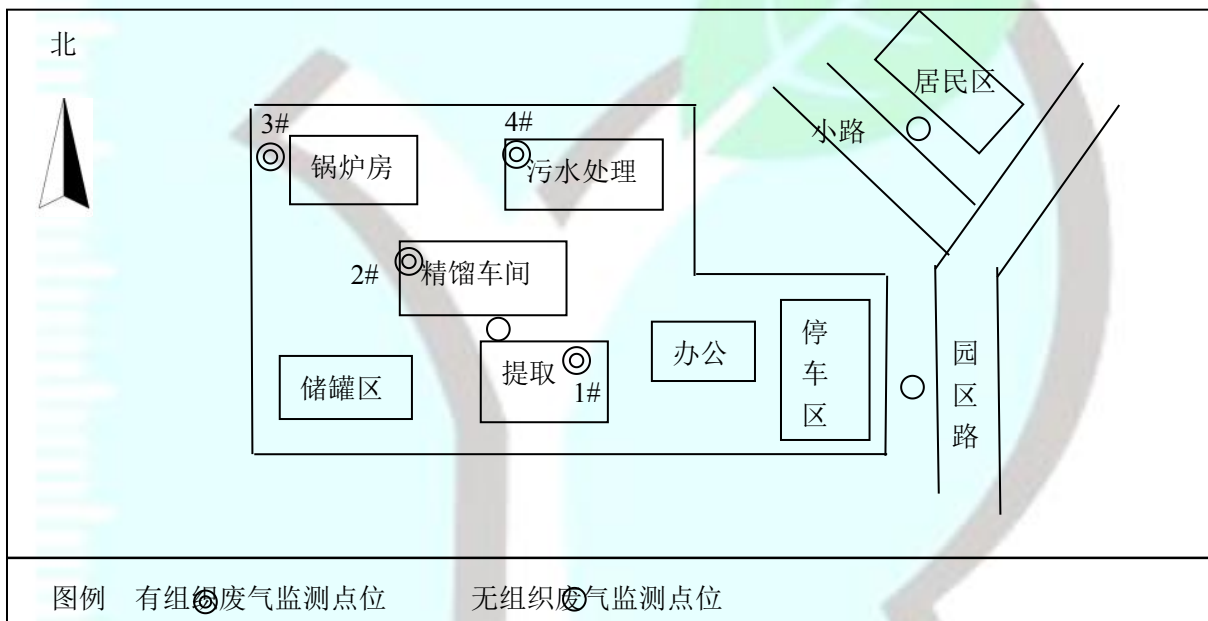 北
居民区
小路
3#
4#
锅炉房
污水处理
2#
精馏车间
储罐区
提取
1#
办公
停车区
园区路
图例 有组织废气监测点位 无组织废气监测点位